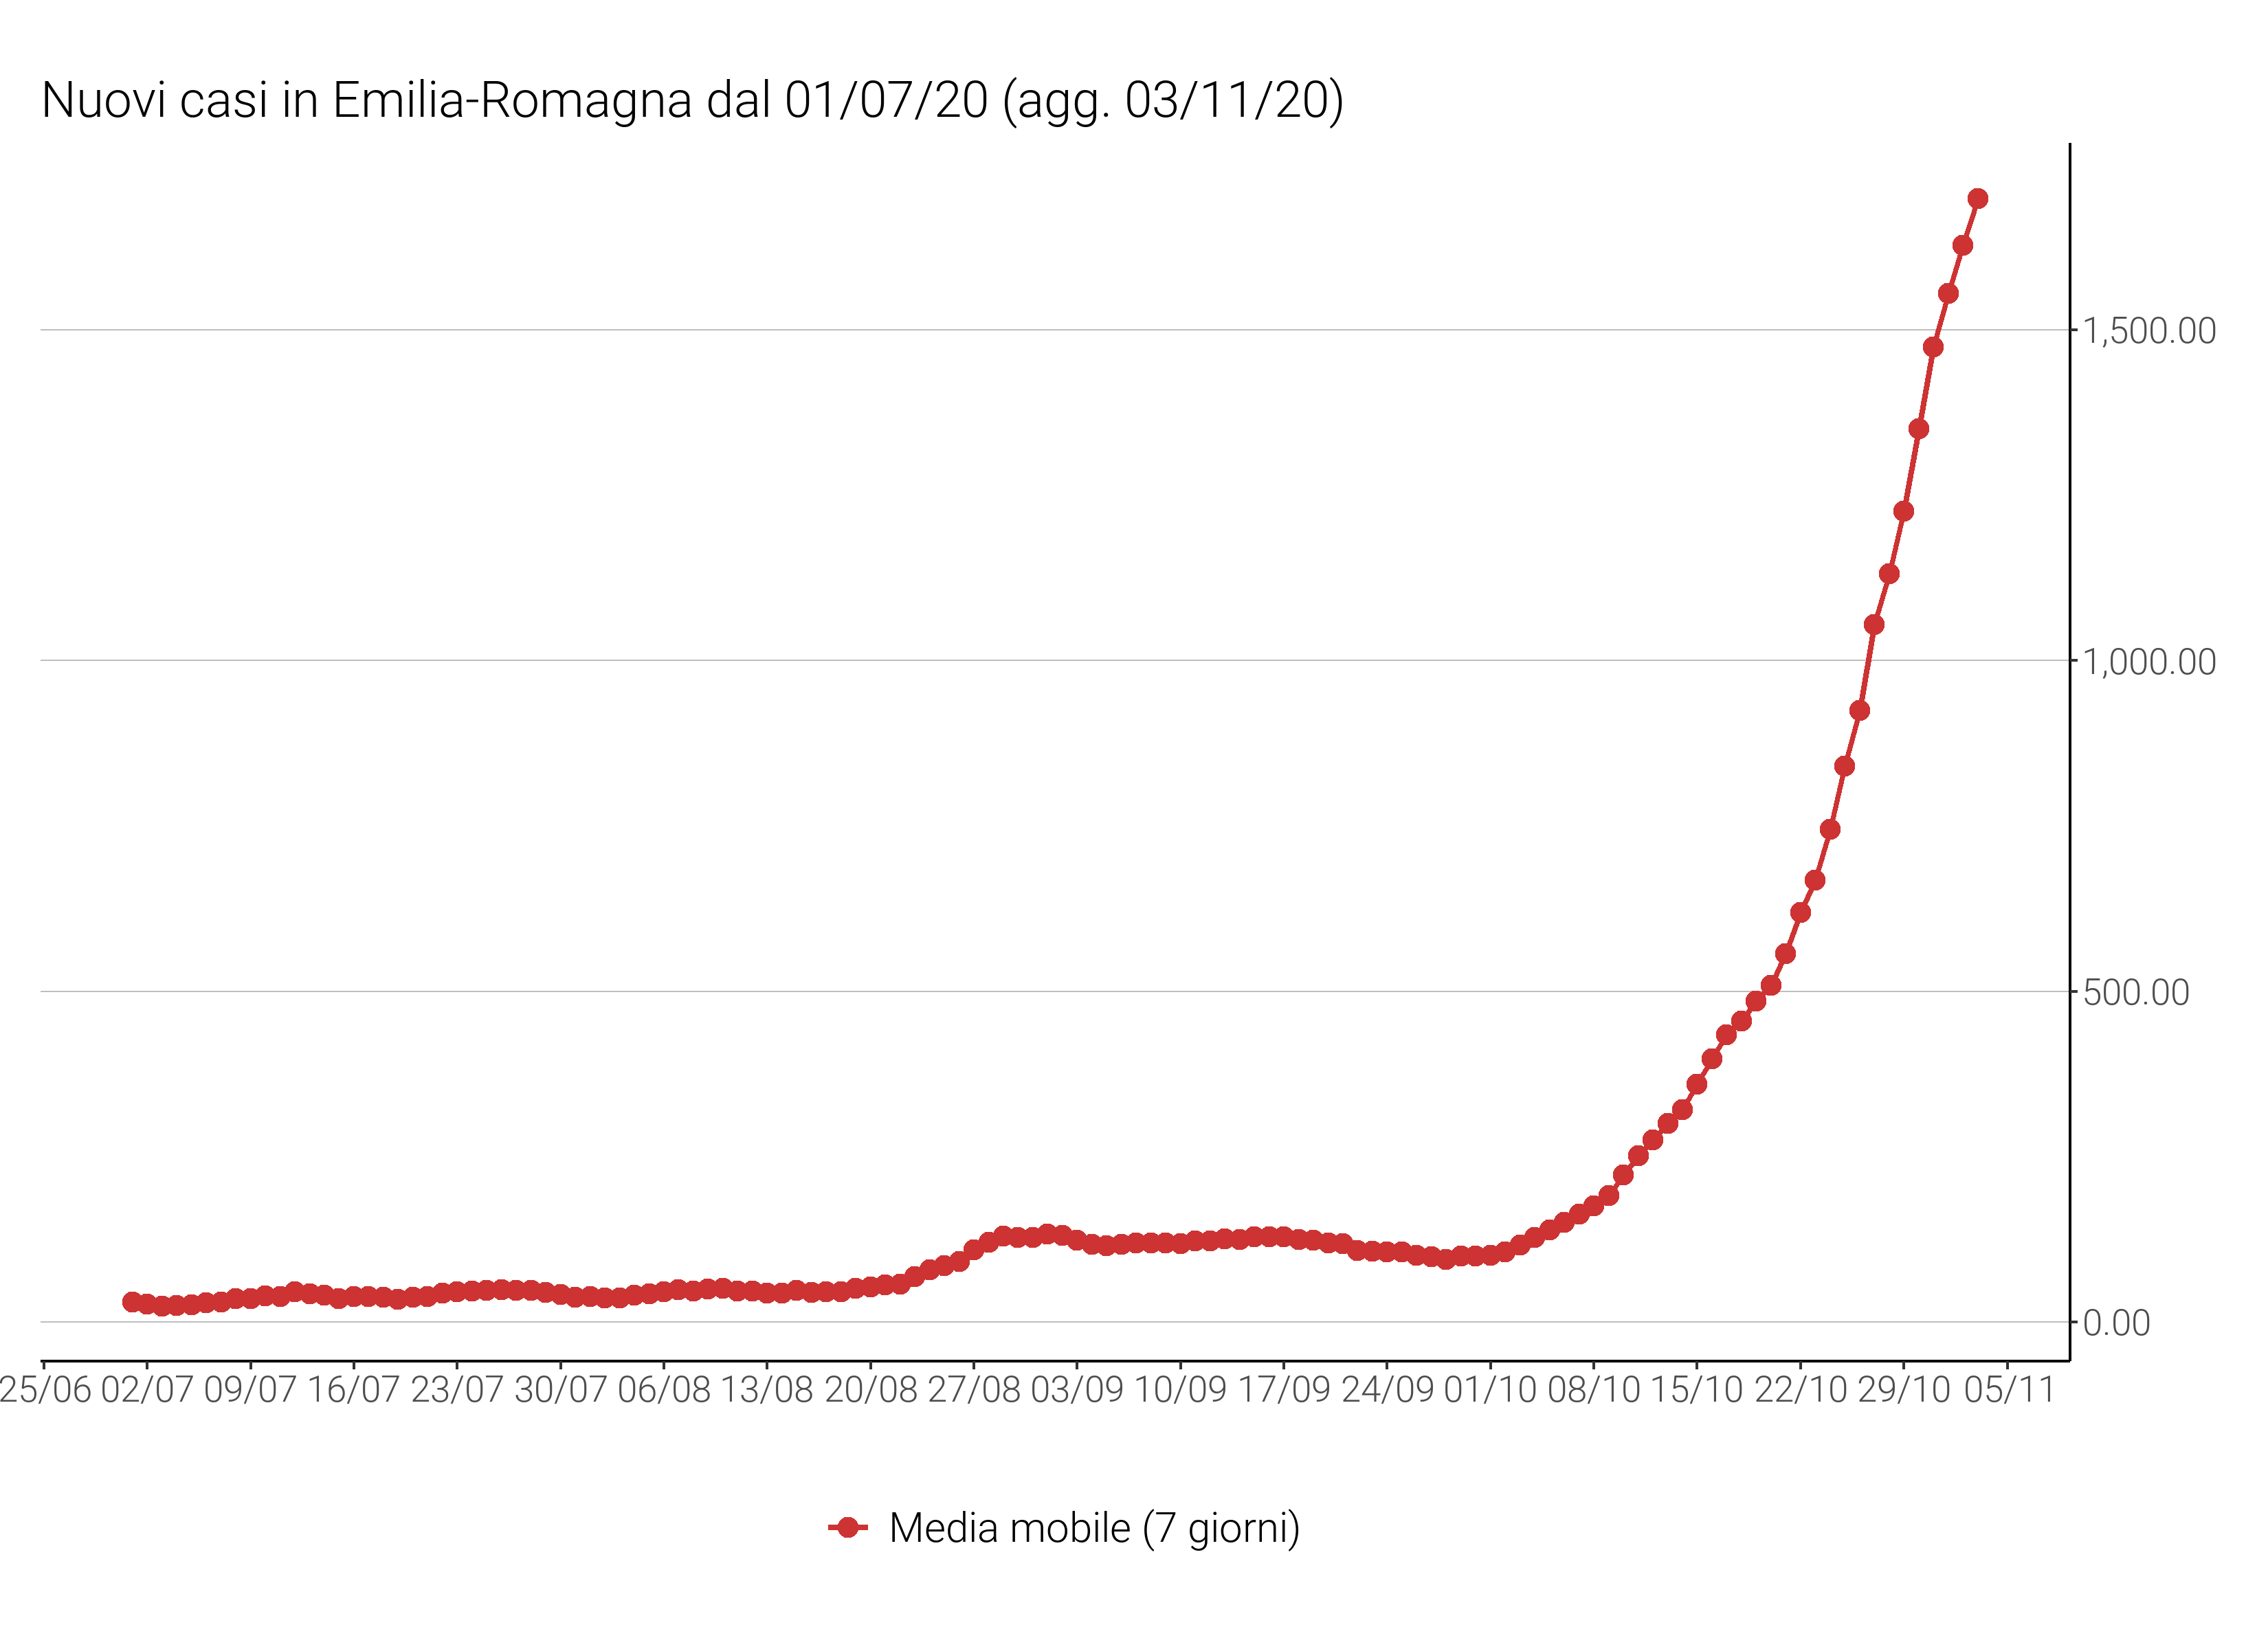 Nuovi casi in Emilia-Romagna dal 01/07/20 (agg. 03/11/20)
1,500.00
1,000.00
500.00
0.00
25/06 02/07 09/07 16/07 23/07 30/07 06/08 13/08 20/08 27/08 03/09 10/09 17/09 24/09 01/10 08/10 15/10 22/10 29/10 05/11
Media mobile (7 giorni)